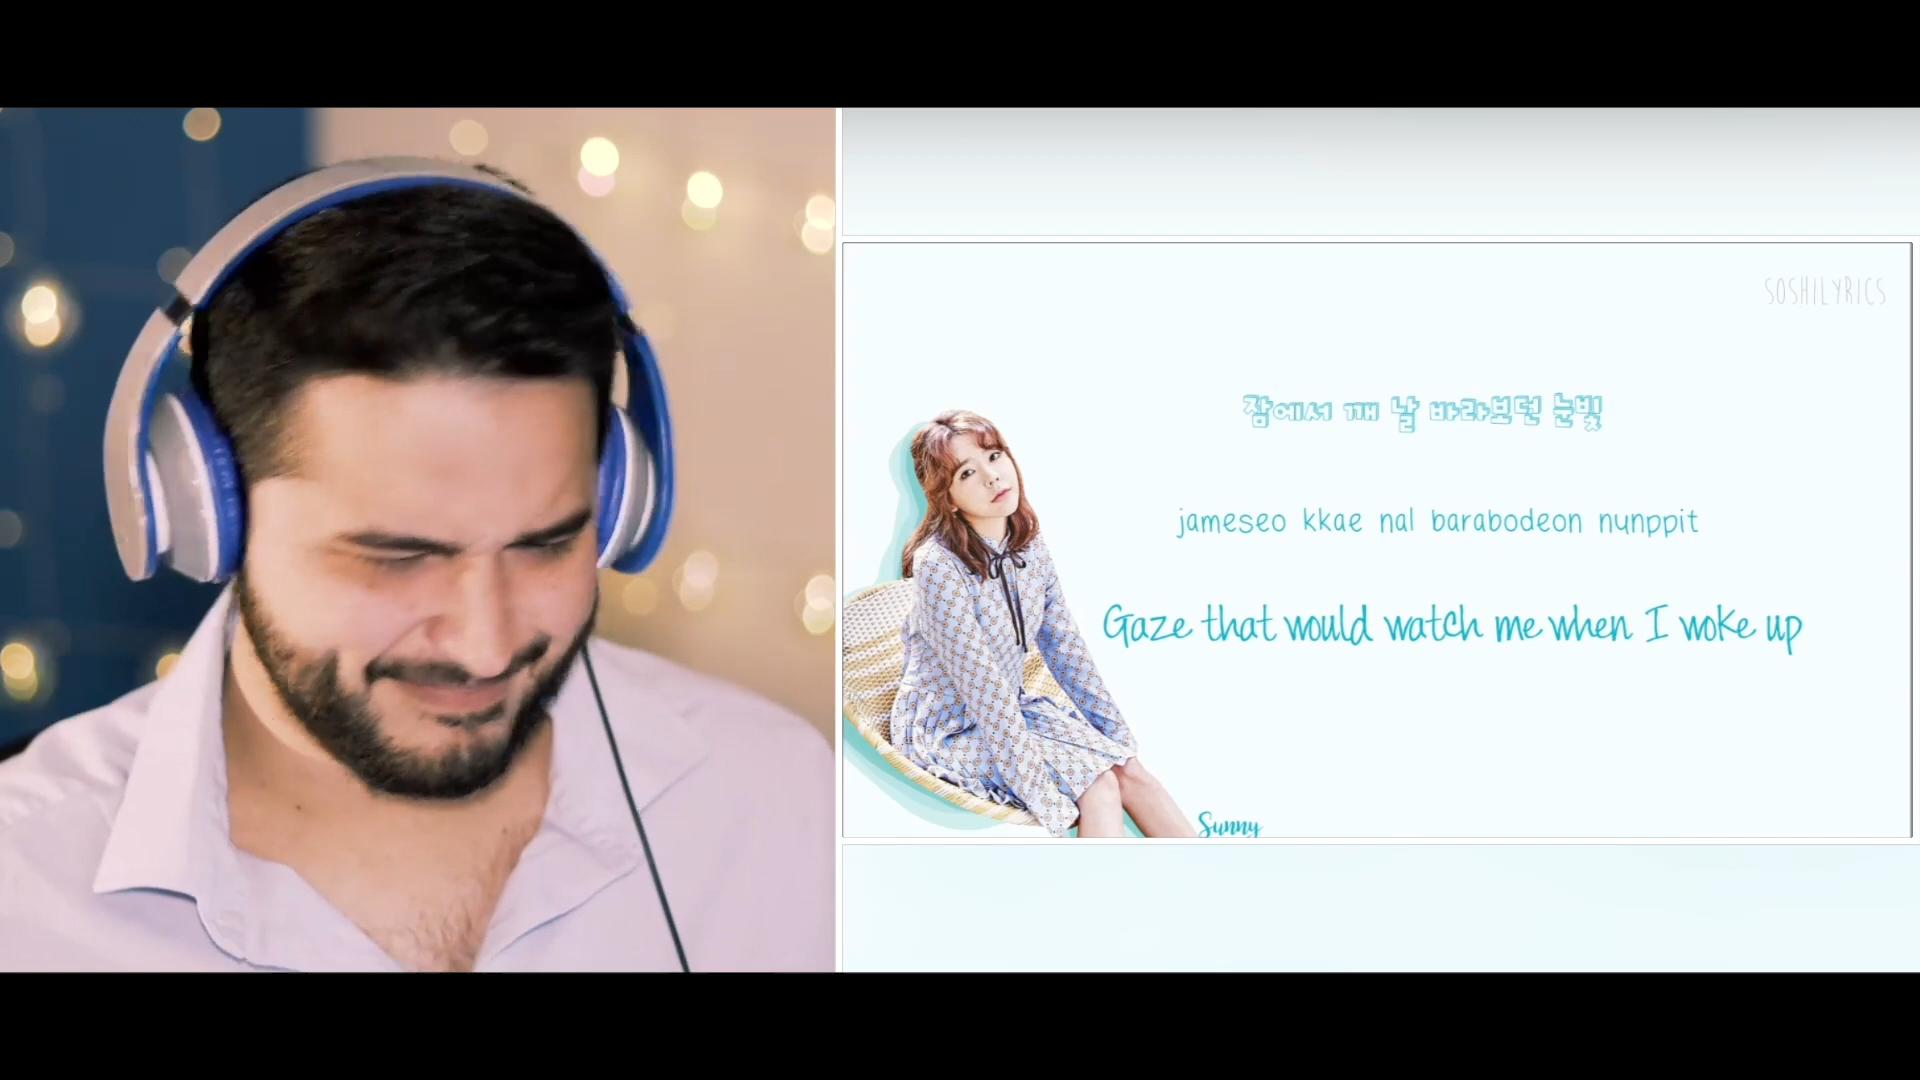 SOSHILYRICS
잠에서 깨 날 바라보던 눈빛
jameseo kkae nal barabodeon nunppit
Gaze that would watch me when I woke up
Sunny